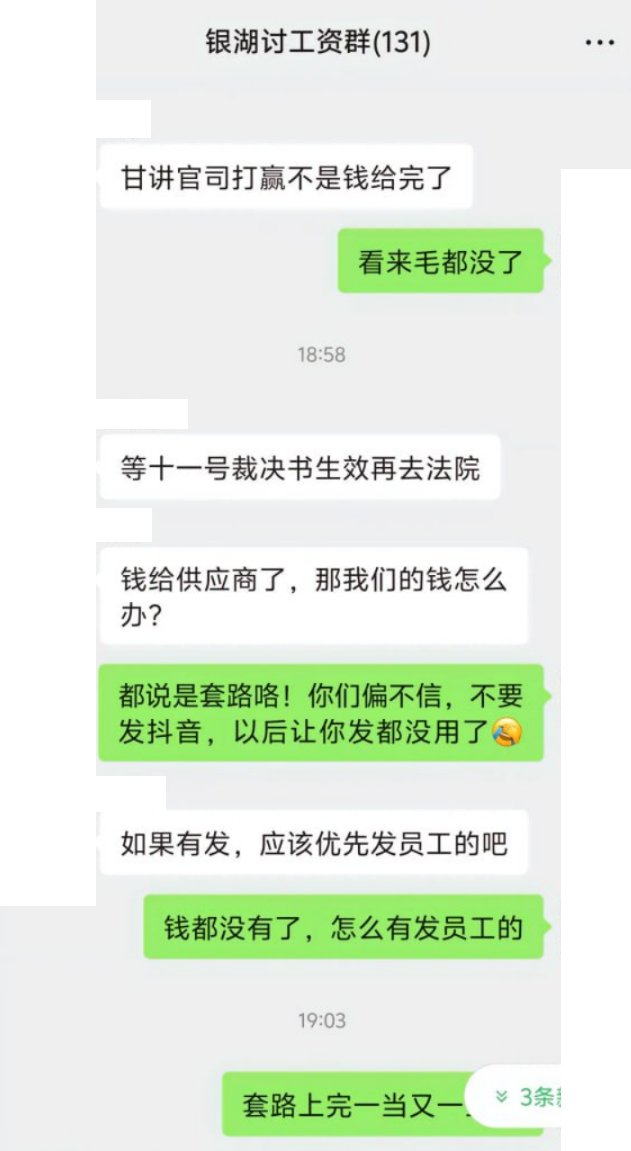 银湖讨工资群(131)
甘讲官司打赢不是钱给完了
看来毛都没了
18:58
等十一号裁决书生效再去法院
钱给供应商了，那我们的钱怎么
办？
都说是套路咯！你们偏不信，不要
发抖音，以后让你发都没用了🤣
如果有发，应该优先发员工的吧
钱都没有了，怎么有发员工的
19:03
套路上完一当又一
3条